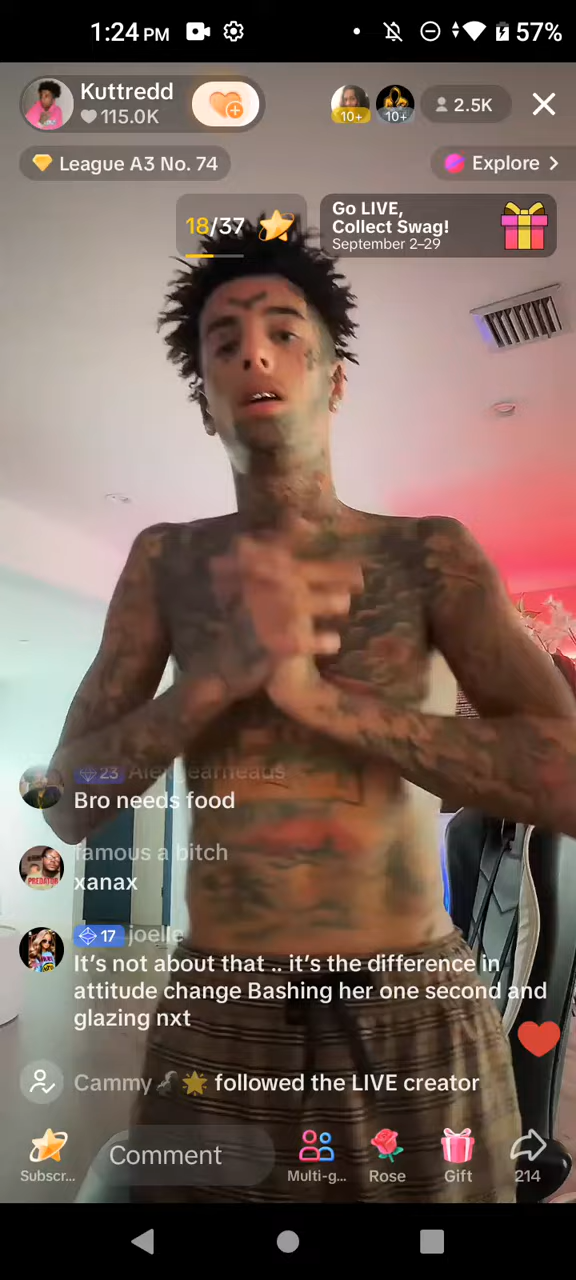 1:24 PM
57%
Kuttredd
115.0K
10+
10+
2.5K
League A3 No. 74
Explore >
18/37
Go LIVE,
Collect Swag!
September 2–29
23 Alexgearheads
Bro needs food
famous a bitch
PREDATOR
xanax
17 joelle
It's not about that .. it's the difference in
attitude change Bashing her one second and
glazing nxt
Cammy followed the LIVE creator
Subscr...
Comment
Multi-g...
Rose
Gift
214